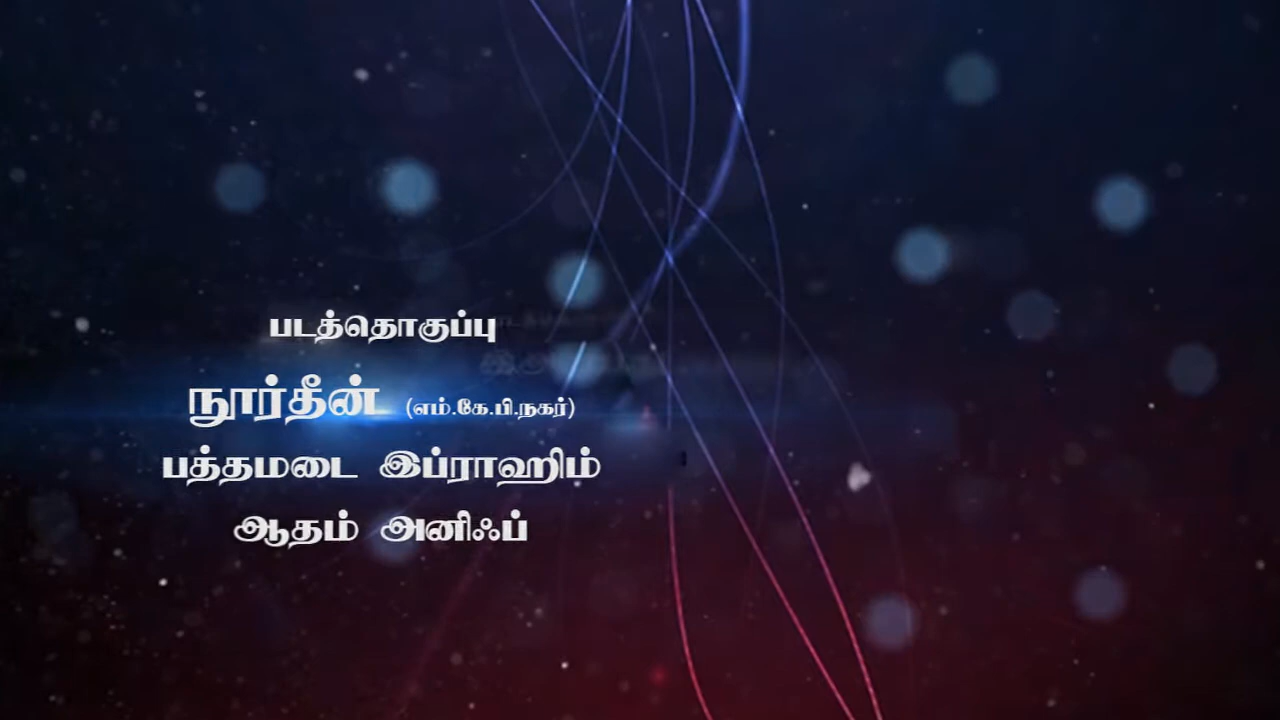 படத்தொகுப்பு
நூர்தீன் (எம்.கே.பி.நகர்)
பத்தமடை இப்ராஹிம்
ஆதம் அனிஃப்